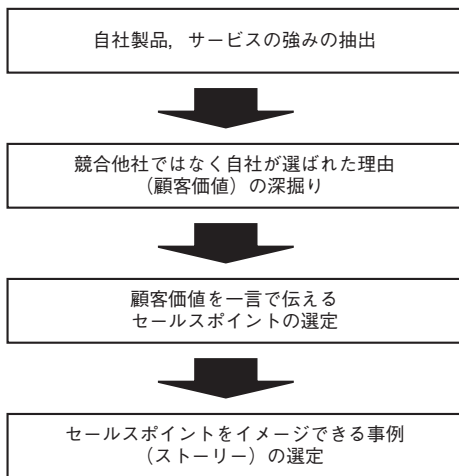 自社製品，サービスの強みの抽出
競合他社ではなく自社が選ばれた理由
（顧客価値）の深掘り
顧客価値を一言で伝える
セールスポイントの選定
セールスポイントをイメージできる事例
（ストーリー）の選定